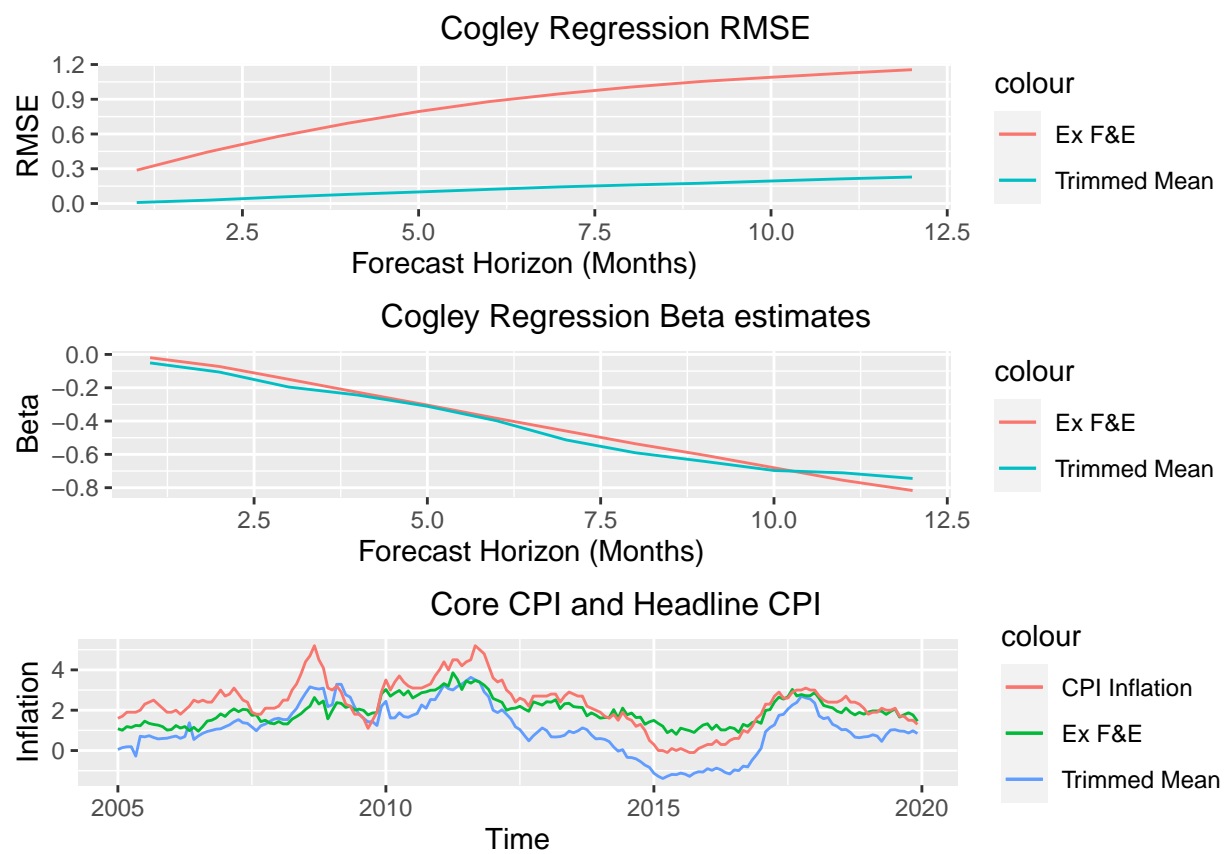 Cogley Regression RMSE
1.2
0.9
0.6
0.3
0.0
RMSE
2.5 5.0 7.5 10.0 12.5
Forecast Horizon (Months)
colour
Ex F&E
Trimmed Mean
Cogley Regression Beta estimates
0.0
−0.2
−0.4
−0.6
−0.8
Beta
2.5 5.0 7.5 10.0 12.5
Forecast Horizon (Months)
colour
Ex F&E
Trimmed Mean
Core CPI and Headline CPI
4
2
0
Inflation
2005 2010 2015 2020
Time
colour
CPI Inflation
Ex F&E
Trimmed Mean